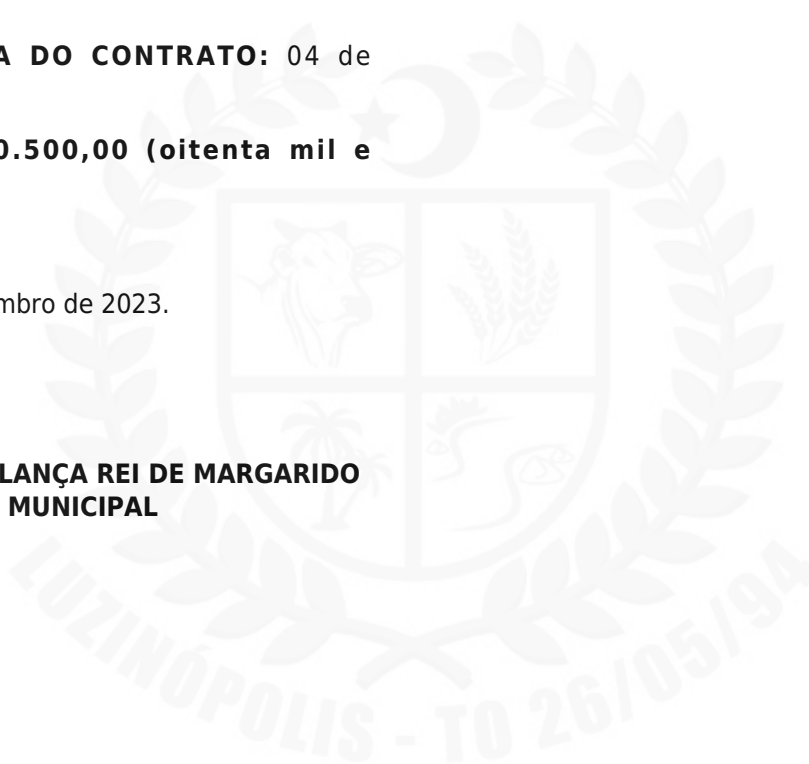 A DO CONTRATO: 04 de
0.500,00 (oitenta mil e
mbro de 2023.
LANÇA REI DE MARGARIDO
MUNICIPAL
LUZINÓPOLIS - TO 26/05/94